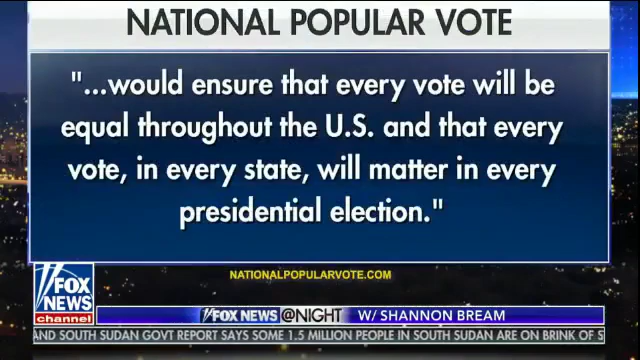 NATIONAL POPULAR VOTE
"...would ensure that every vote will be
equal throughout the U.S. and that every
vote, in every state, will matter in every
presidential election."
NATIONALPOPULARVOTE.COM
FOX
NEWS
channel
FOX NEWS @NIGHT W/ SHANNON BREAM
AND SOUTH SUDAN GOVT REPORT SAYS SOME 1.5 MILLION PEOPLE IN SOUTH SUDAN ARE ON BRINK OF S